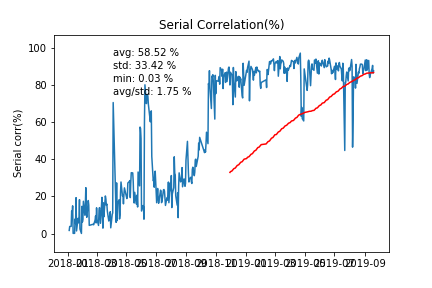 Serial Correlation(%)
avg: 58.52 %
std: 33.42 %
min: 0.03 %
avg/std: 1.75 %
Serial corr(%)
100
80
60
40
20
0
2018-01 2018-03 2018-05 2018-07 2018-09 2018-11 2019-01 2019-03 2019-05 2019-07 2019-09